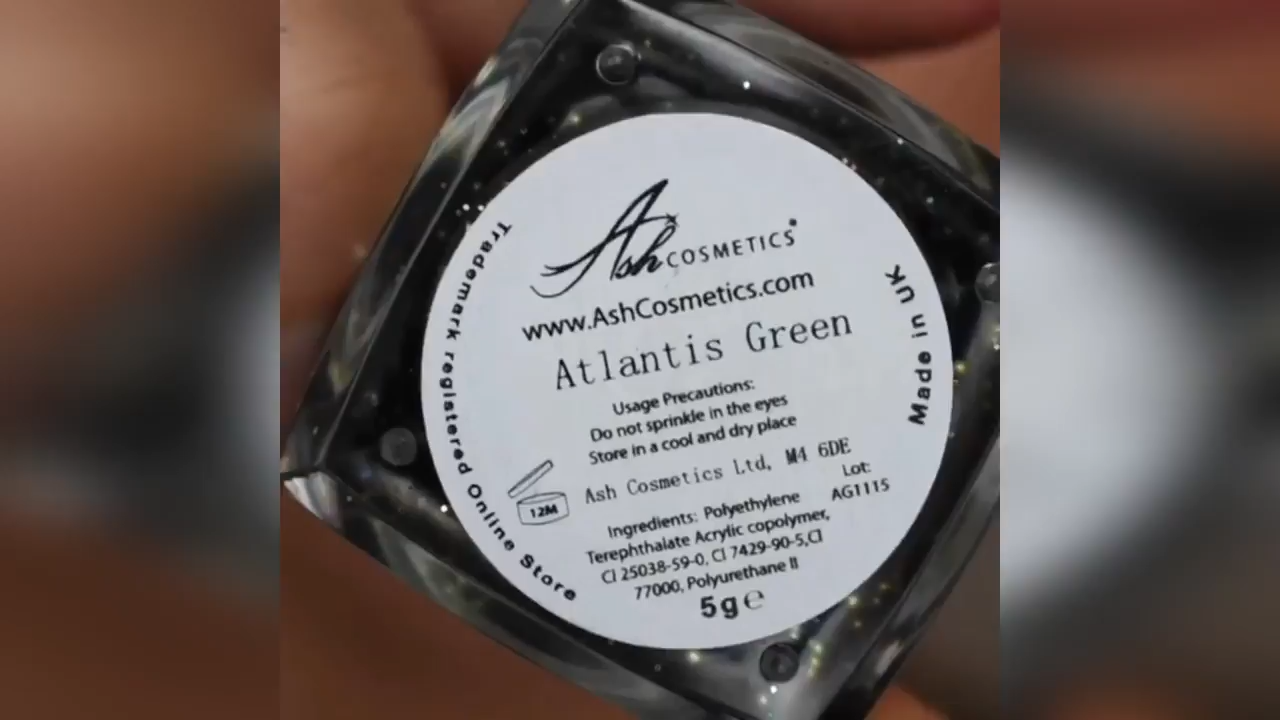 Ash COSMETICS
www.AshCosmetics.com
Atlantis Green
Usage Precautions:
Do not sprinkle in the eyes
Store in a cool and dry place
Ash Cosmetics Ltd, M4 6DE
12M
Lot:
AG1115
Ingredients: Polyethylene
Terephthalate Acrylic copolymer,
CI 25038-59-0, CI 7429-90-5,CI
77000, Polyurethane II
5g℮
Trademark registered Online Store
Made in UK